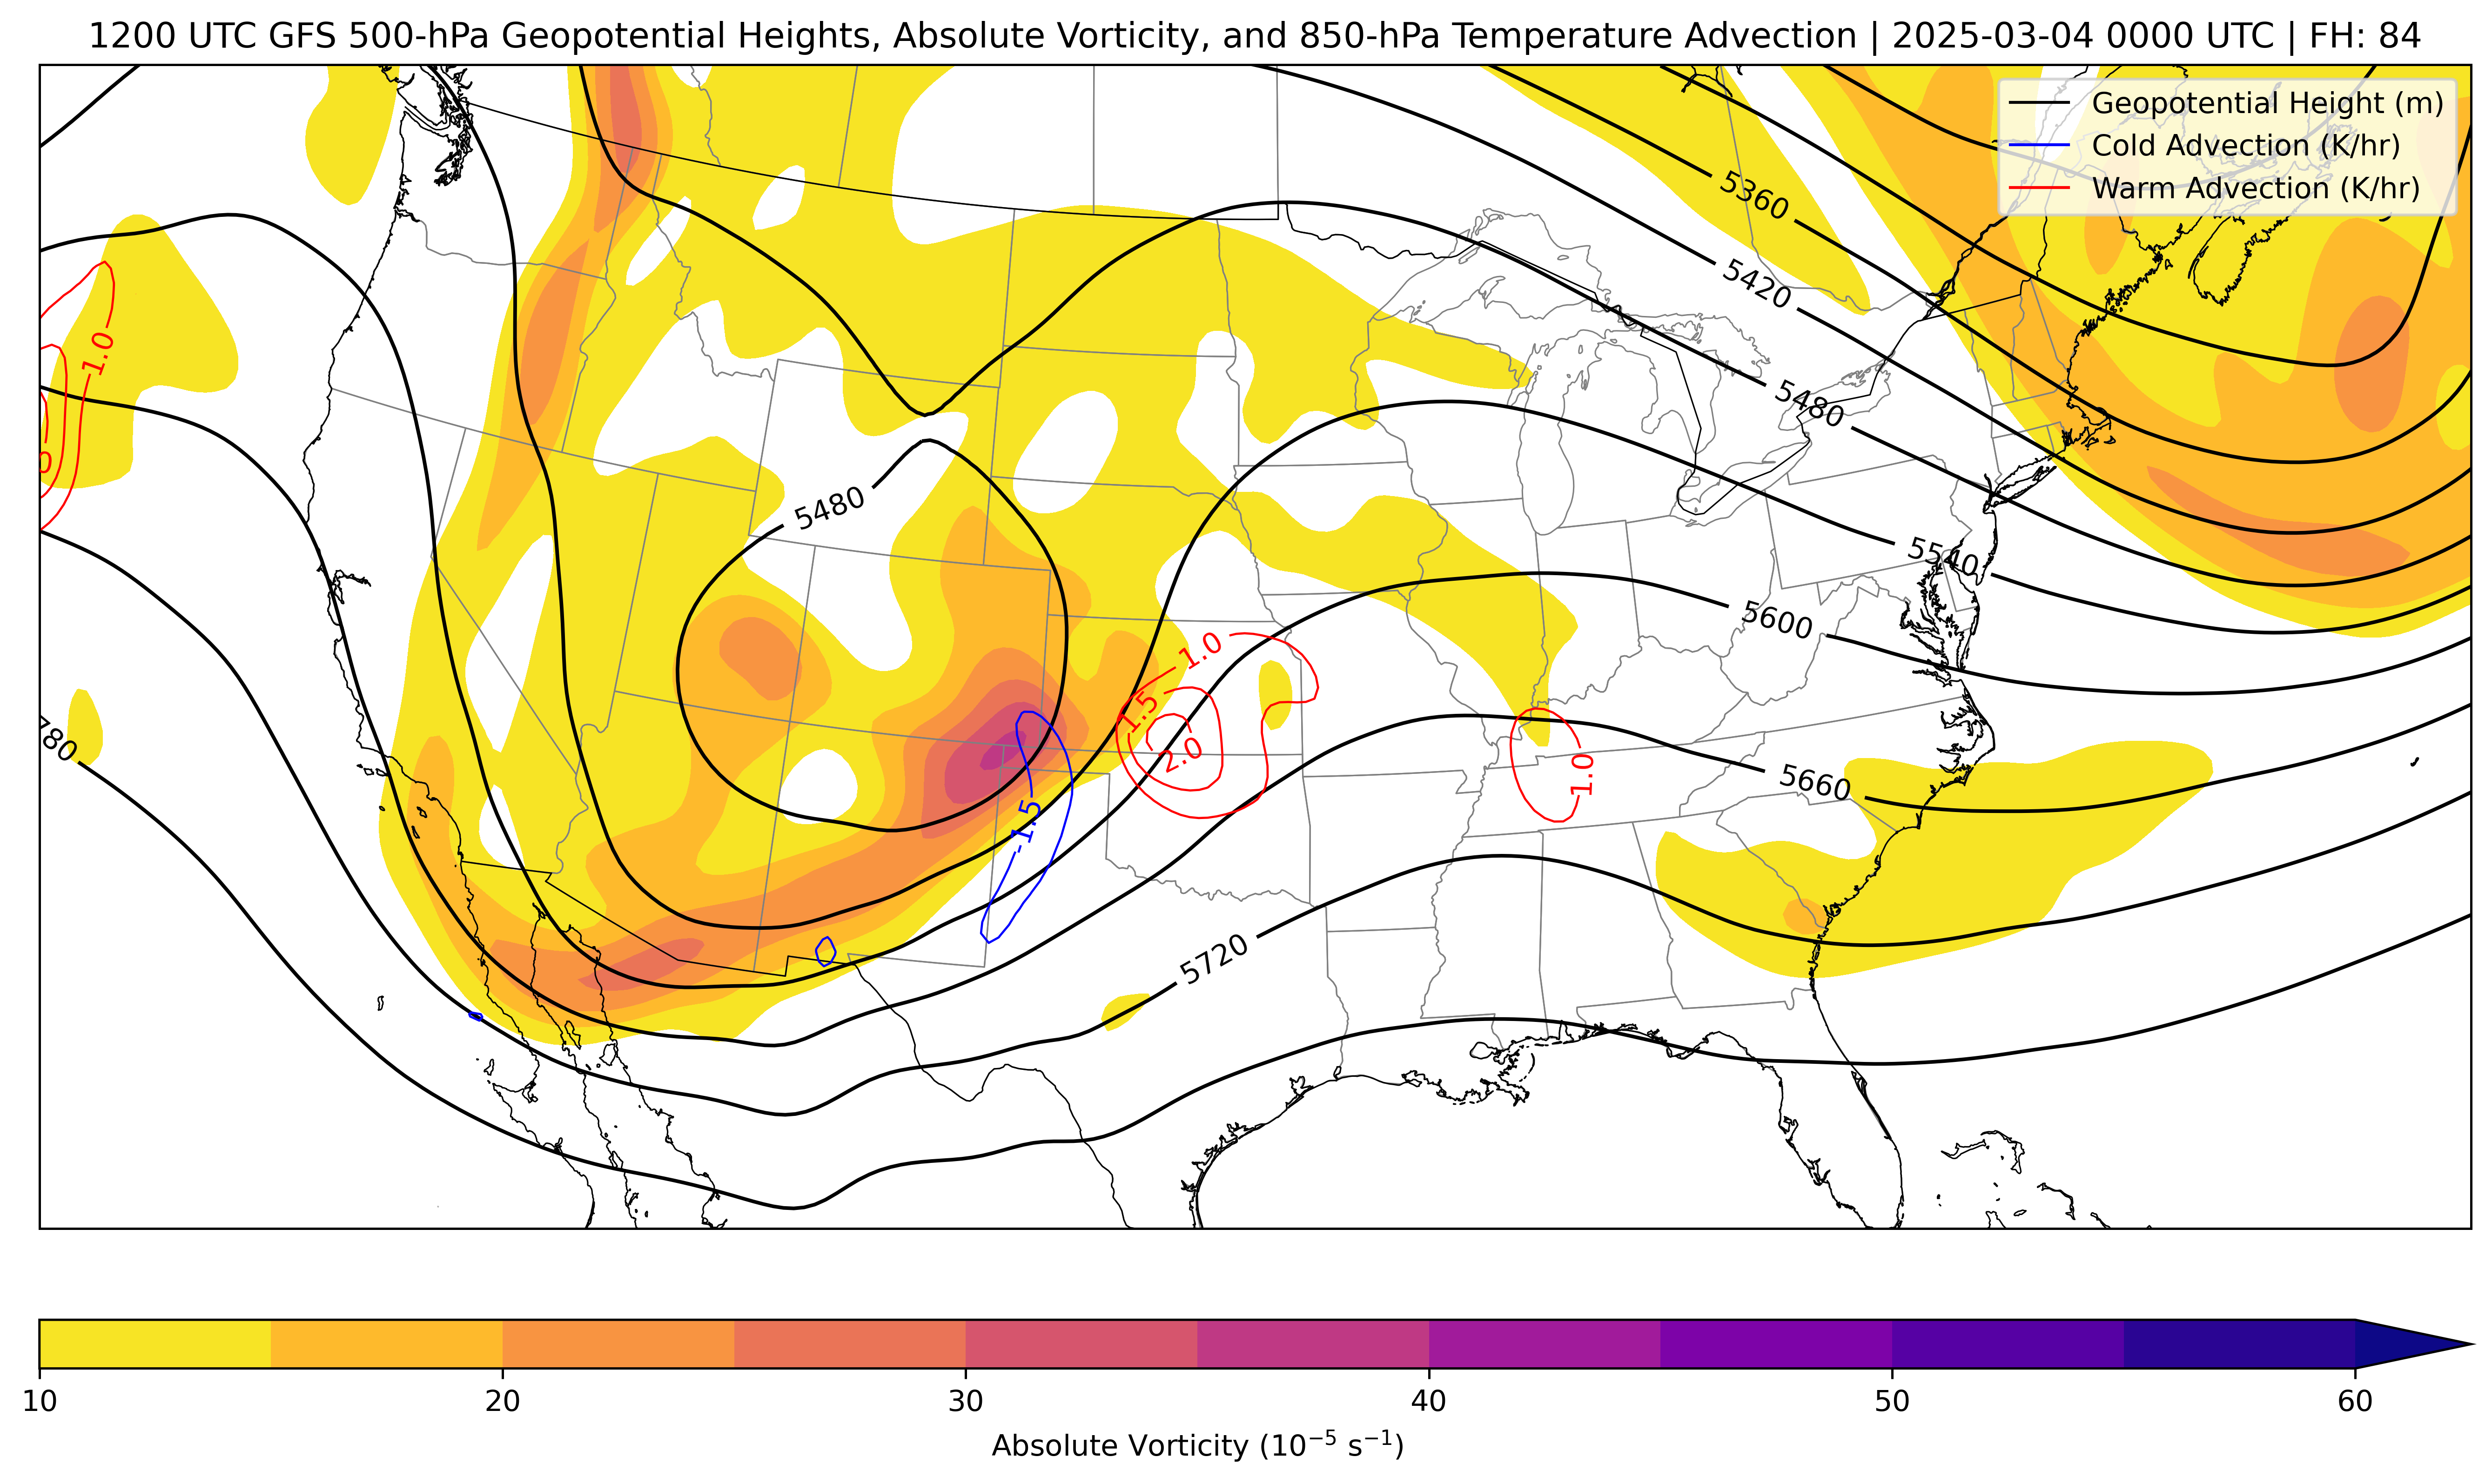 1200 UTC GFS 500-hPa Geopotential Heights, Absolute Vorticity, and 850-hPa Temperature Advection | 2025-03-04 0000 UTC | FH: 84
Geopotential Height (m)
Cold Advection (K/hr)
Warm Advection (K/hr)
5360
5420
5480
1.0
5480
0
5540
5600
1.0
1.5
2.0
780
1.0
5660
-1.5
5720
10 20 30 40 50 60
Absolute Vorticity (10⁻⁵ s⁻¹)